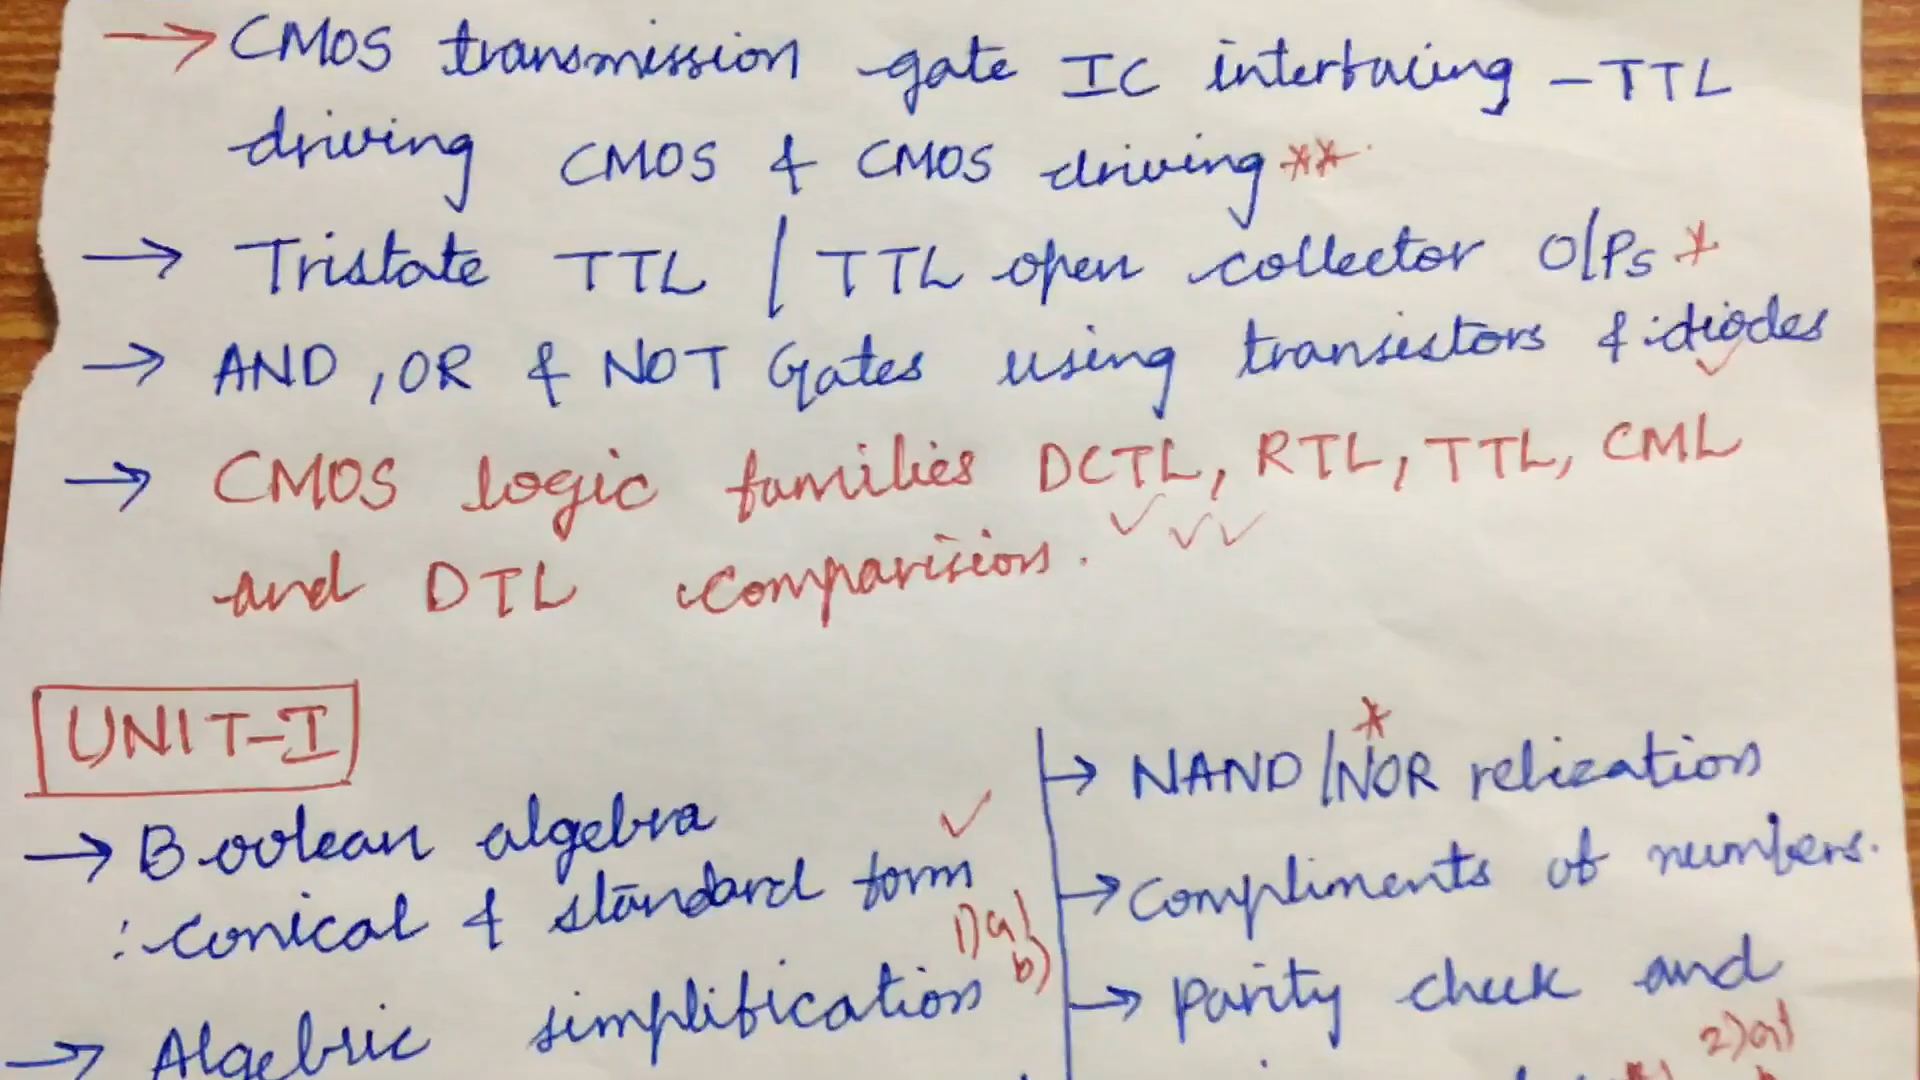 → CMOS transmission gate IC interfacing - TTL
driving CMOS & CMOS driving **
→ Tristate TTL / TTL open collector O/Ps *
→ AND, OR & NOT Gates using transistors & diodes
→ CMOS logic families DCTL, RTL, TTL, CML
and DTL comparision.
UNIT-I
→ Boolean algebra
: conical & standard form
1) a)
b)
→ Algebric simplification
*
→ NAND/NOR relization
→ compliments of numbers.
→ parity check and
2) a)